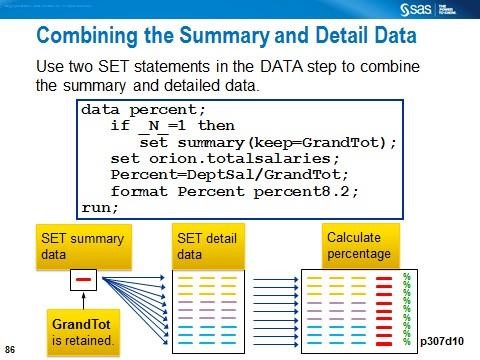 sas THE POWER TO KNOW.
Combining the Summary and Detail Data
Use two SET statements in the DATA step to combine
the summary and detailed data.
data percent;
if _N_=1 then
set summary(keep=GrandTot);
set orion.totalsalaries;
Percent=DeptSal/GrandTot;
format Percent percent8.2;
run;
SET summary
data
SET detail
data
Calculate
percentage
%
%
%
%
%
%
%
%
%
GrandTot
is retained.
p307d10
86